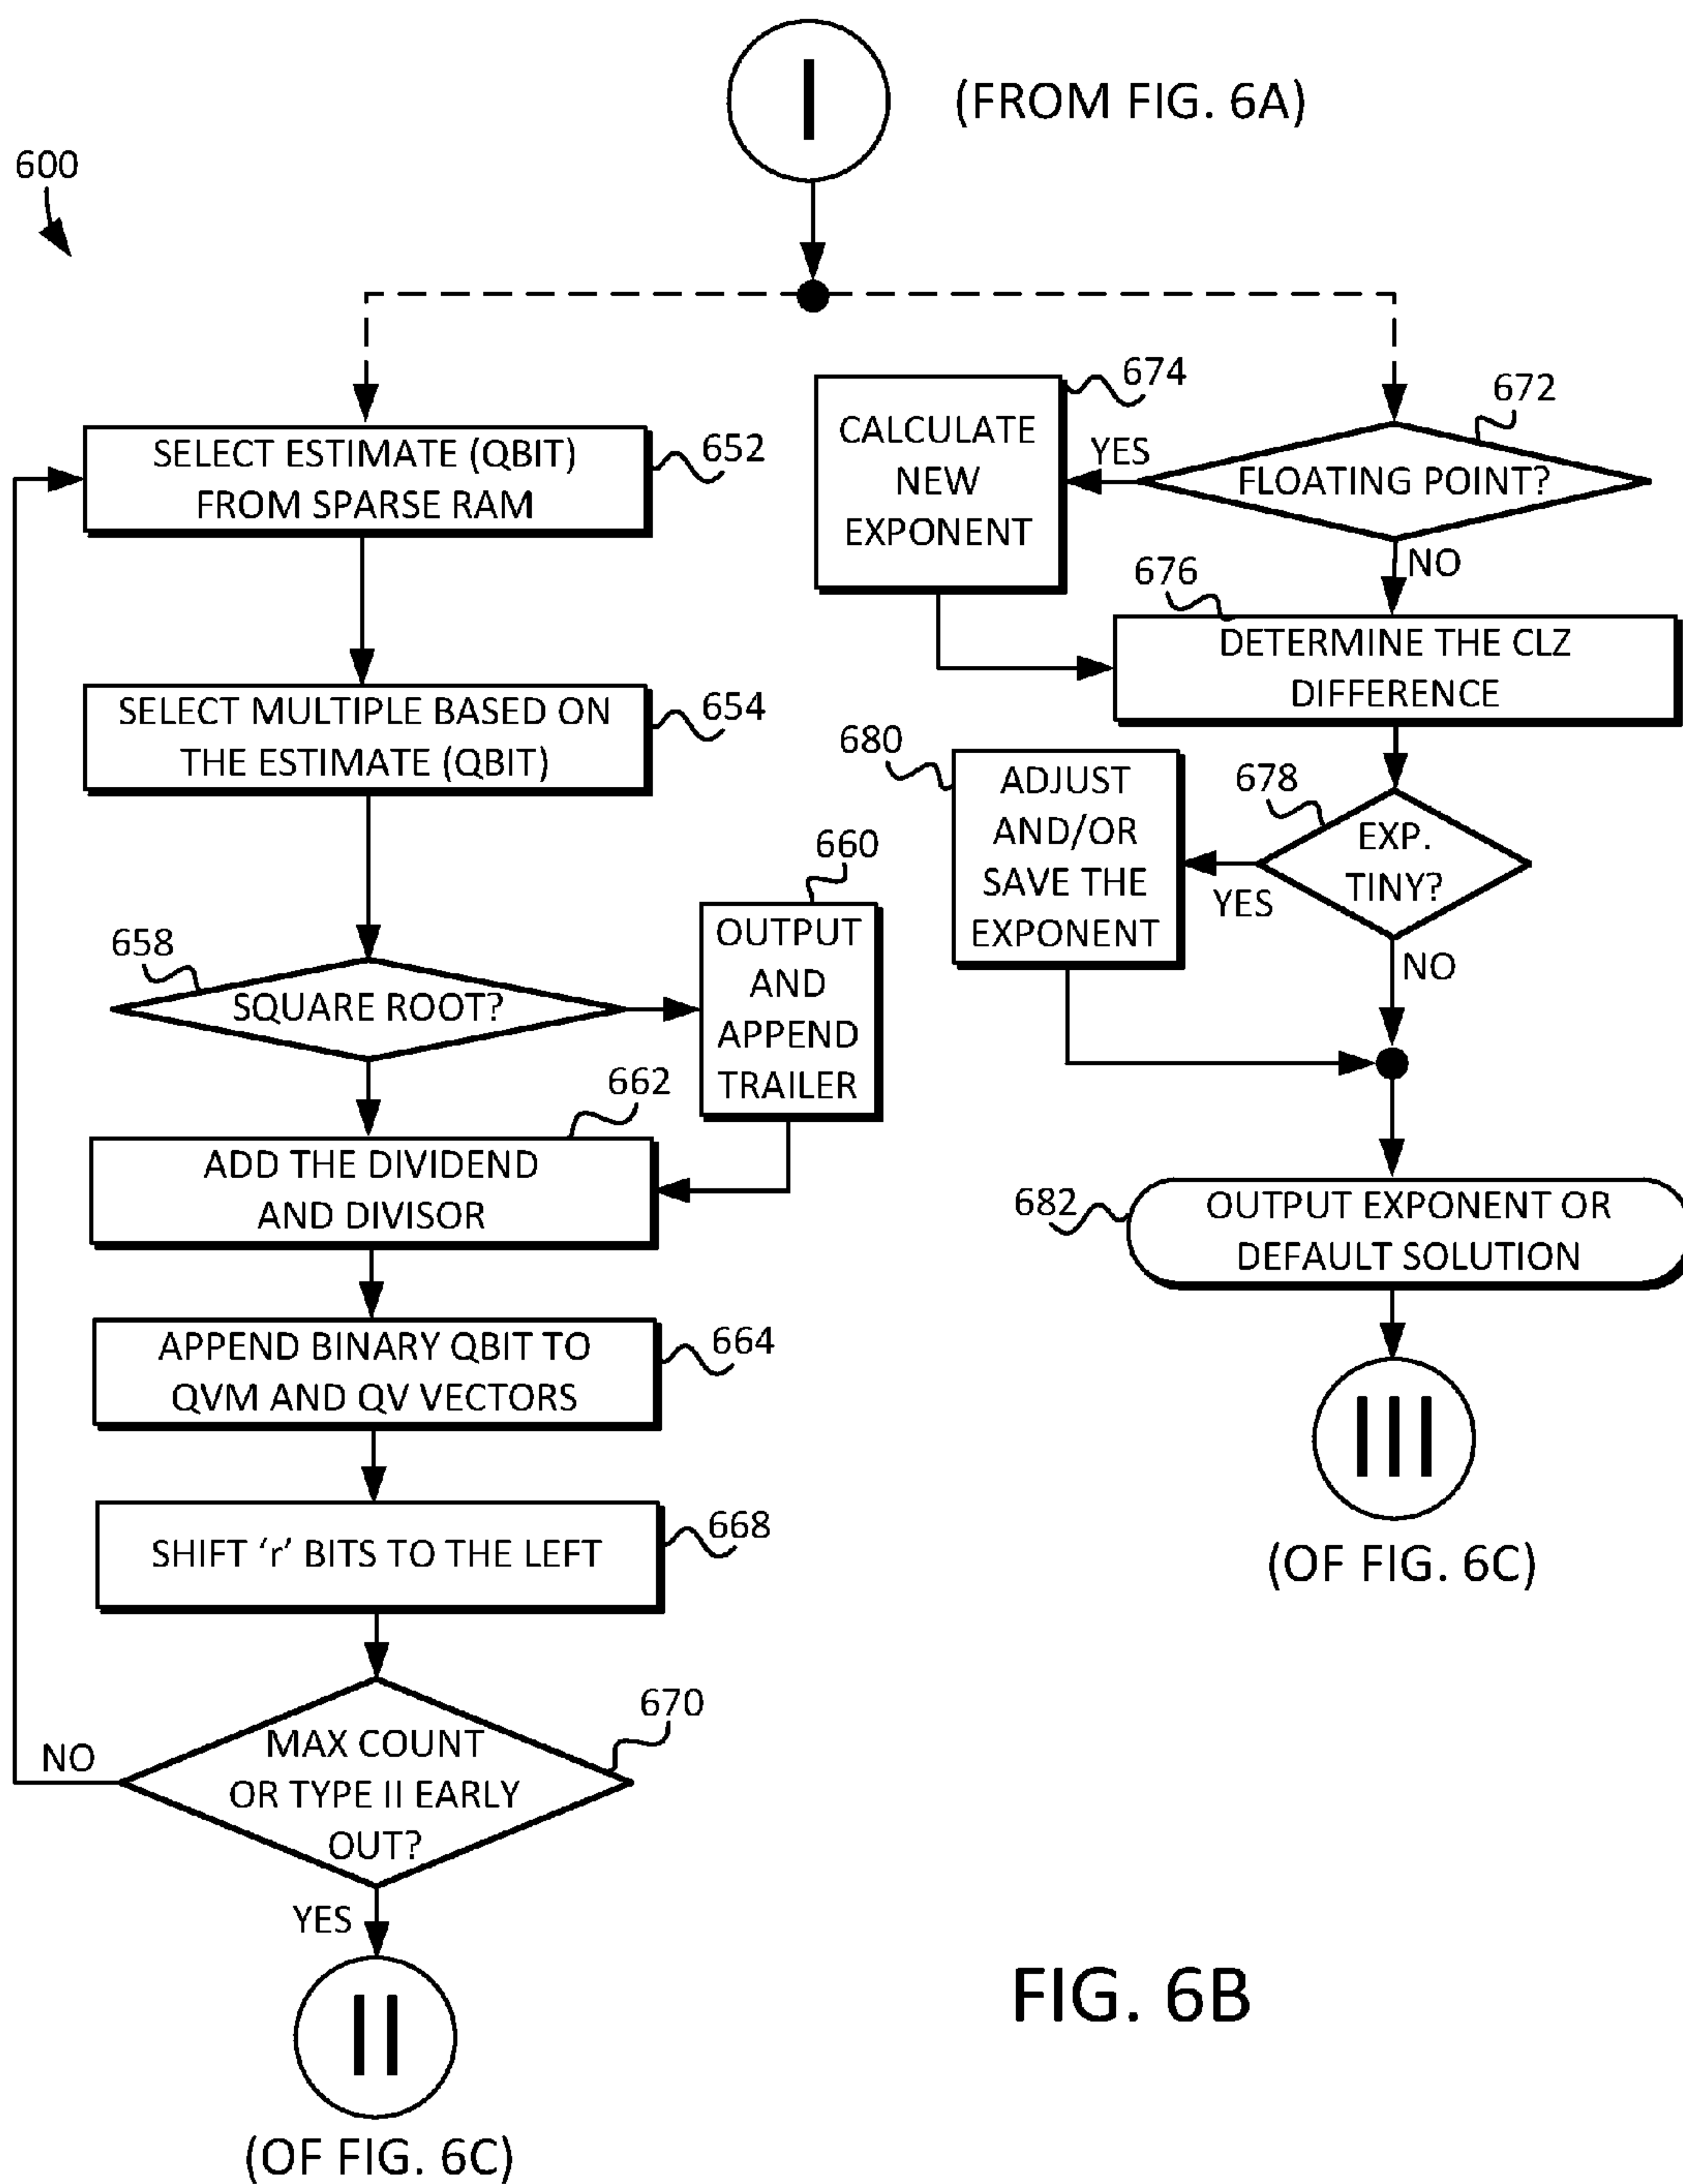 I
(FROM FIG. 6A)
600
652
SELECT ESTIMATE (QBIT)
FROM SPARSE RAM
654
SELECT MULTIPLE BASED ON
THE ESTIMATE (QBIT)
658
SQUARE ROOT?
660
OUTPUT
AND
APPEND
TRAILER
662
ADD THE DIVIDEND
AND DIVISOR
664
APPEND BINARY QBIT TO
QVM AND QV VECTORS
668
SHIFT ‘r’ BITS TO THE LEFT
670
MAX COUNT
OR TYPE II EARLY
OUT?
NO
YES
II
(OF FIG. 6C)
672
FLOATING POINT?
YES
NO
674
CALCULATE
NEW
EXPONENT
676
DETERMINE THE CLZ
DIFFERENCE
678
EXP.
TINY?
YES
NO
680
ADJUST
AND/OR
SAVE THE
EXPONENT
682
OUTPUT EXPONENT OR
DEFAULT SOLUTION
III
(OF FIG. 6C)
FIG. 6B